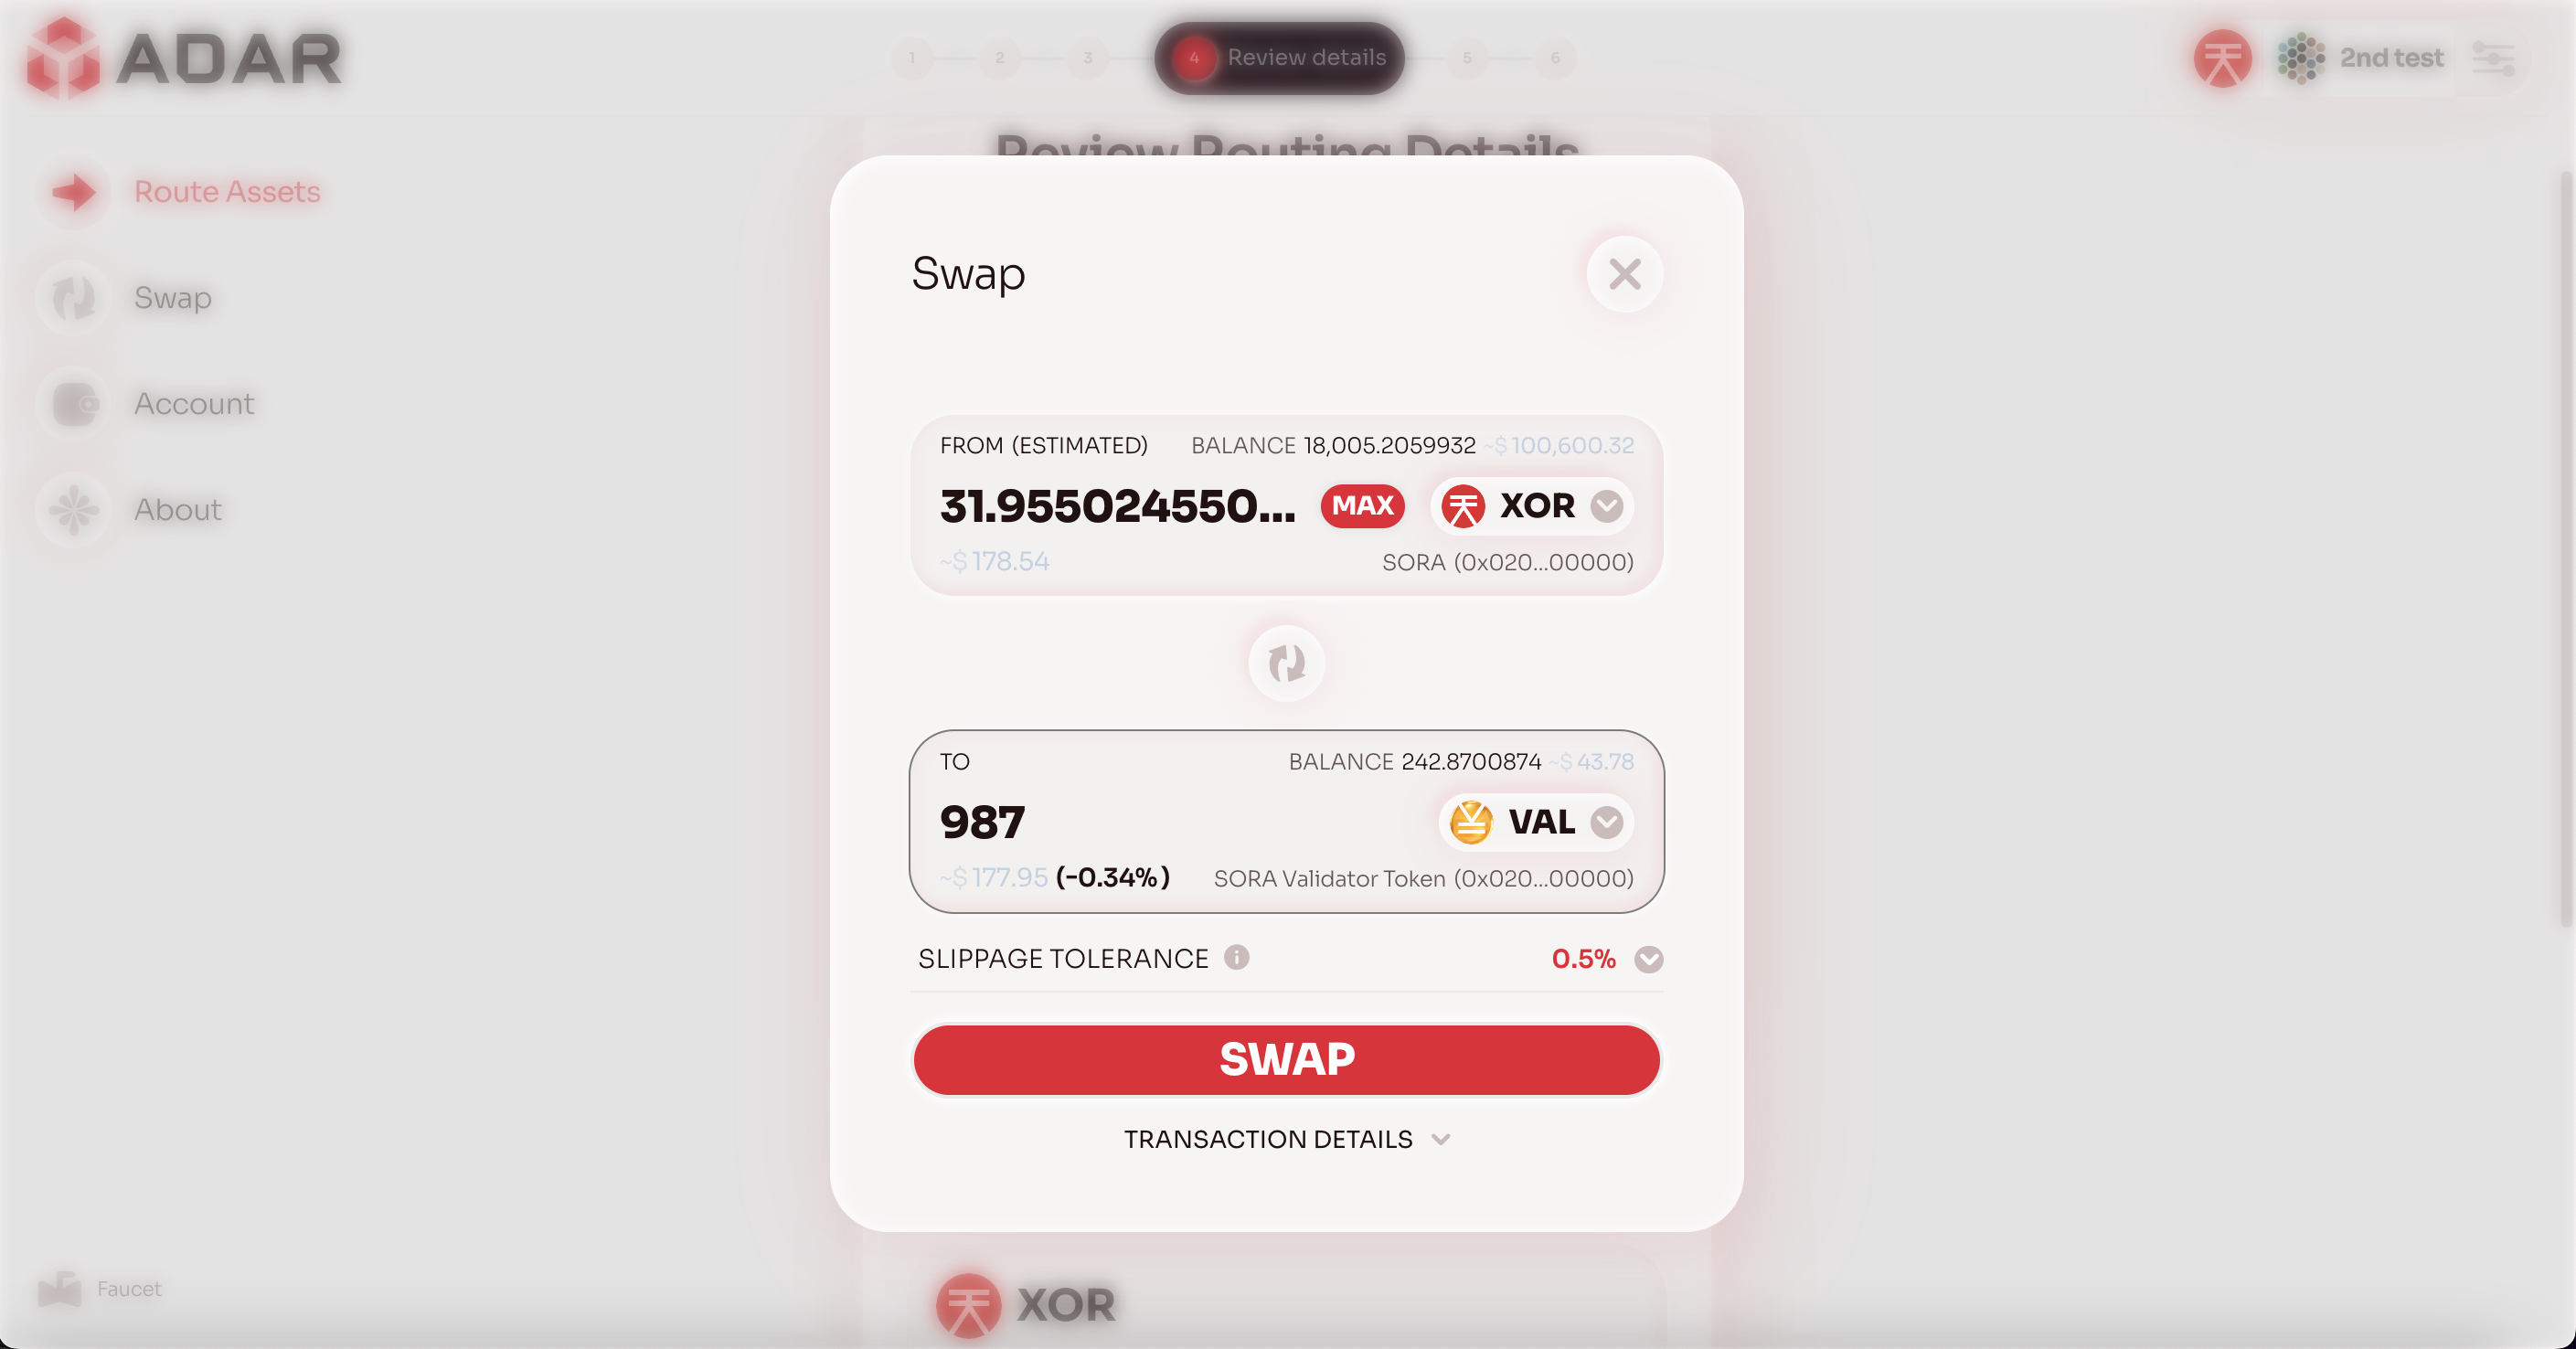 ADAR
1
2
3
4 Review details
5
6
2nd test
Route Assets
Swap
Account
About
Faucet
Review Routing Details
Swap
FROM (ESTIMATED) BALANCE 18,005.2059932 ~$ 100,600.32
31.955024550... MAX XOR
~$ 178.54 SORA (0x020...00000)
TO BALANCE 242.8700874 ~$ 43.78
987 VAL
~$ 177.95 (-0.34%) SORA Validator Token (0x020...00000)
SLIPPAGE TOLERANCE 0.5%
SWAP
TRANSACTION DETAILS
XOR